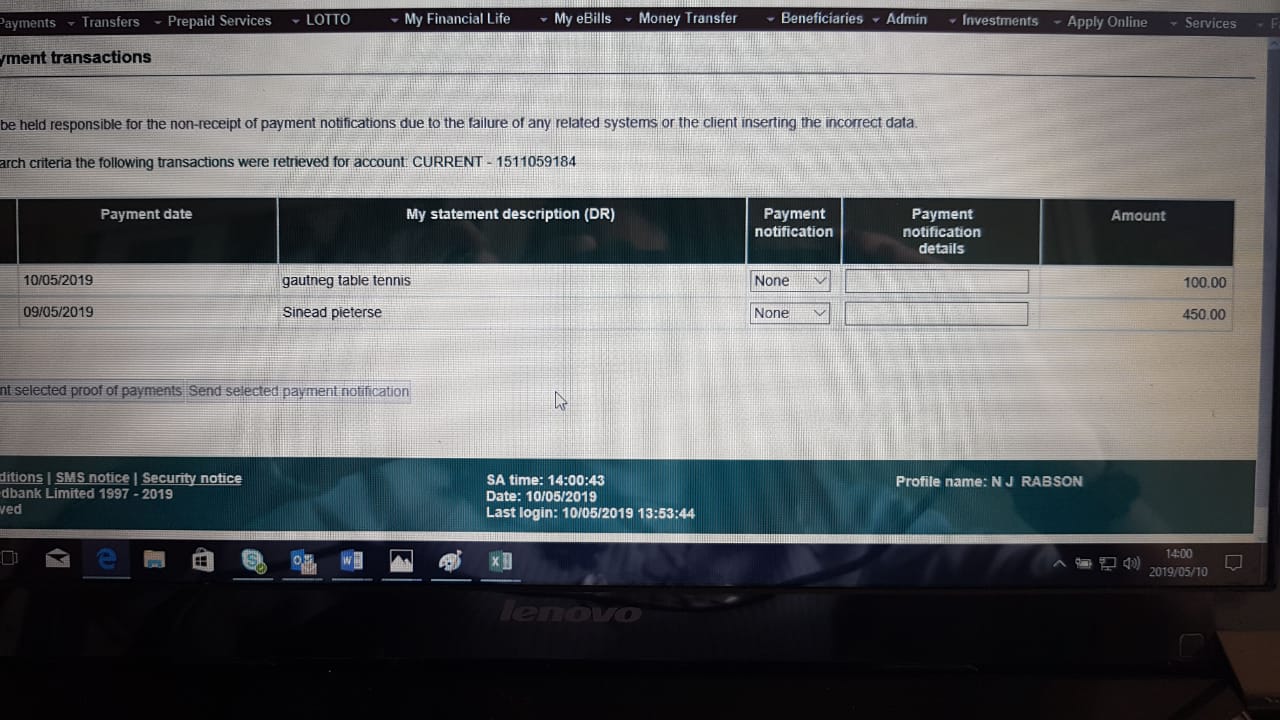 Payments Transfers Prepaid Services LOTTO My Financial Life My eBills Money Transfer Beneficiaries Admin Investments Apply Online Services
yment transactions
be held responsible for the non-receipt of payment notifications due to the failure of any related systems or the client inserting the incorrect data.
arch criteria the following transactions were retrieved for account CURRENT - 1511059184
Payment date My statement description (DR) Payment notification Payment notification details Amount
10/05/2019 gautneg table tennis None 100.00
09/05/2019 Sinead pieterse None 450.00
nt selected proof of payments Send selected payment notification
ditions | SMS notice | Security notice
dbank Limited 1997 - 2019
ved
SA time: 14:00:43
Date: 10/05/2019
Last login: 10/05/2019 13:53:44
Profile name: N J RABSON
14:00
2019/05/10
lenovo